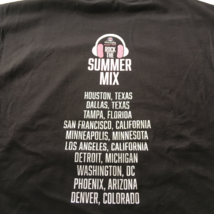 ROCK THE
SUMMER
MIX
HOUSTON, TEXAS
DALLAS, TEXAS
TAMPA, FLORIDA
SAN FRANCISCO, CALIFORNIA
MINNEAPOLIS, MINNESOTA
LOS ANGELES, CALIFORNIA
DETROIT, MICHIGAN
WASHINGTON, DC
PHOENIX, ARIZONA
DENVER, COLORADO